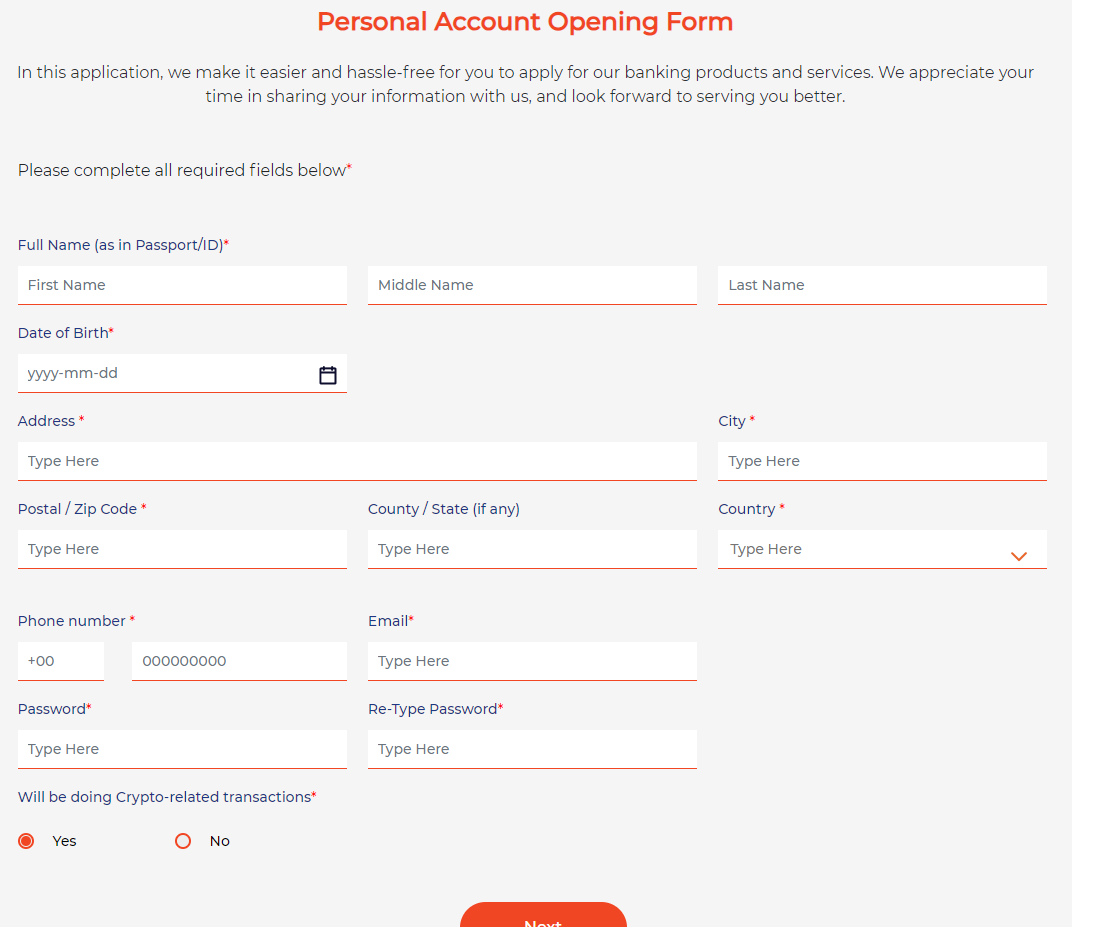 Personal Account Opening Form
In this application, we make it easier and hassle-free for you to apply for our banking products and services. We appreciate your
time in sharing your information with us, and look forward to serving you better.
Please complete all required fields below*
Full Name (as in Passport/ID)*
First Name
Middle Name
Last Name
Date of Birth*
yyyy-mm-dd
Address *
City *
Type Here
Type Here
Postal / Zip Code *
County / State (if any)
Country *
Type Here
Type Here
Type Here
Phone number *
Email*
+00
000000000
Type Here
Password*
Re-Type Password*
Type Here
Type Here
Will be doing Crypto-related transactions*
Yes
No
Next